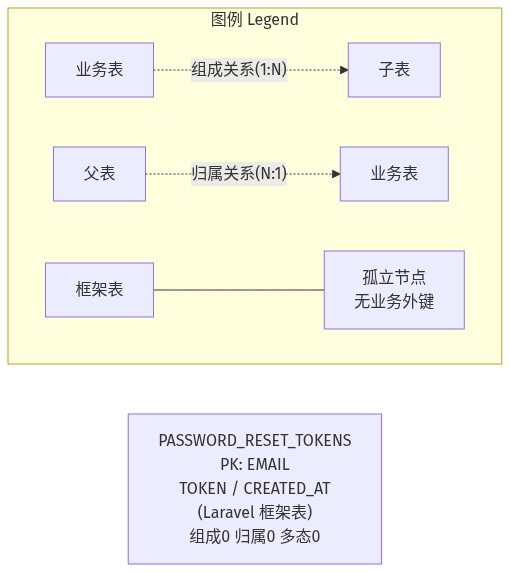 图例 Legend
业务表
组成关系(1:N)
子表
父表
归属关系(N:1)
业务表
框架表
孤立节点
无业务外键
PASSWORD_RESET_TOKENS
PK: EMAIL
TOKEN / CREATED_AT
(Laravel 框架表)
组成0 归属0 多态0